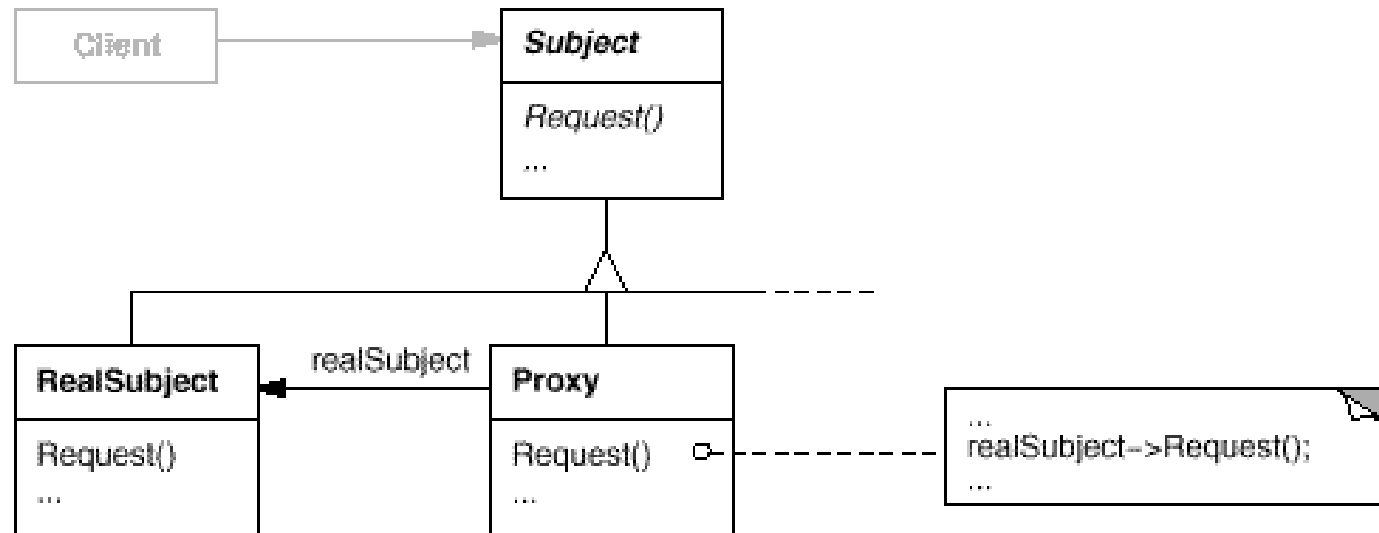 Client
Subject
Request()
...
realSubject
RealSubject
Request()
...
Proxy
Request()
...
...
realSubject->Request();
...